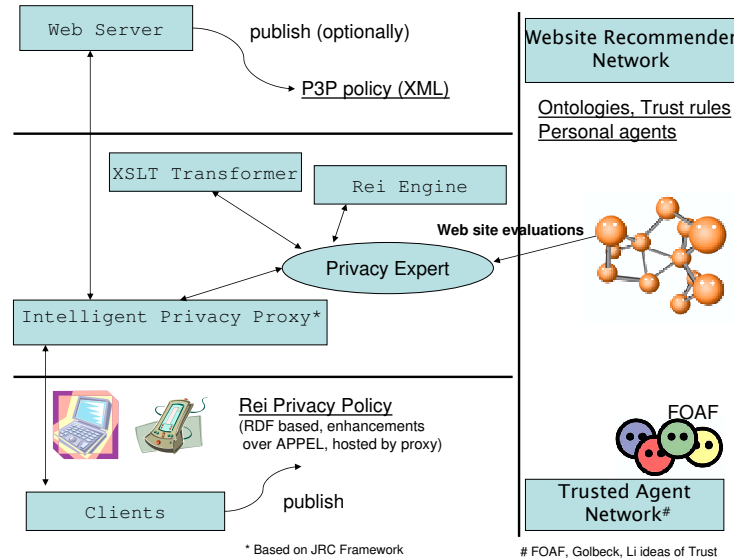 Web Server
publish (optionally)
P3P policy (XML)
Website Recommender
Network
Ontologies, Trust rules
Personal agents
XSLT Transformer
Rei Engine
Web site evaluations
Privacy Expert
Intelligent Privacy Proxy*
Rei Privacy Policy
(RDF based, enhancements
over APPEL, hosted by proxy)
publish
Clients
FOAF
Trusted Agent
Network#
* Based on JRC Framework
# FOAF, Golbeck, Li ideas of Trust